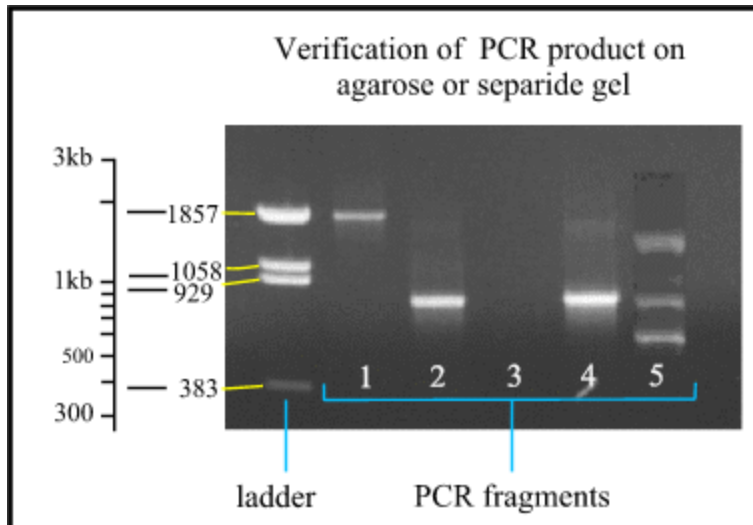 Verification of PCR product on
agarose or separide gel
3kb
1857
1058
1kb
929
500
383
300
1 2 3 4 5
ladder
PCR fragments